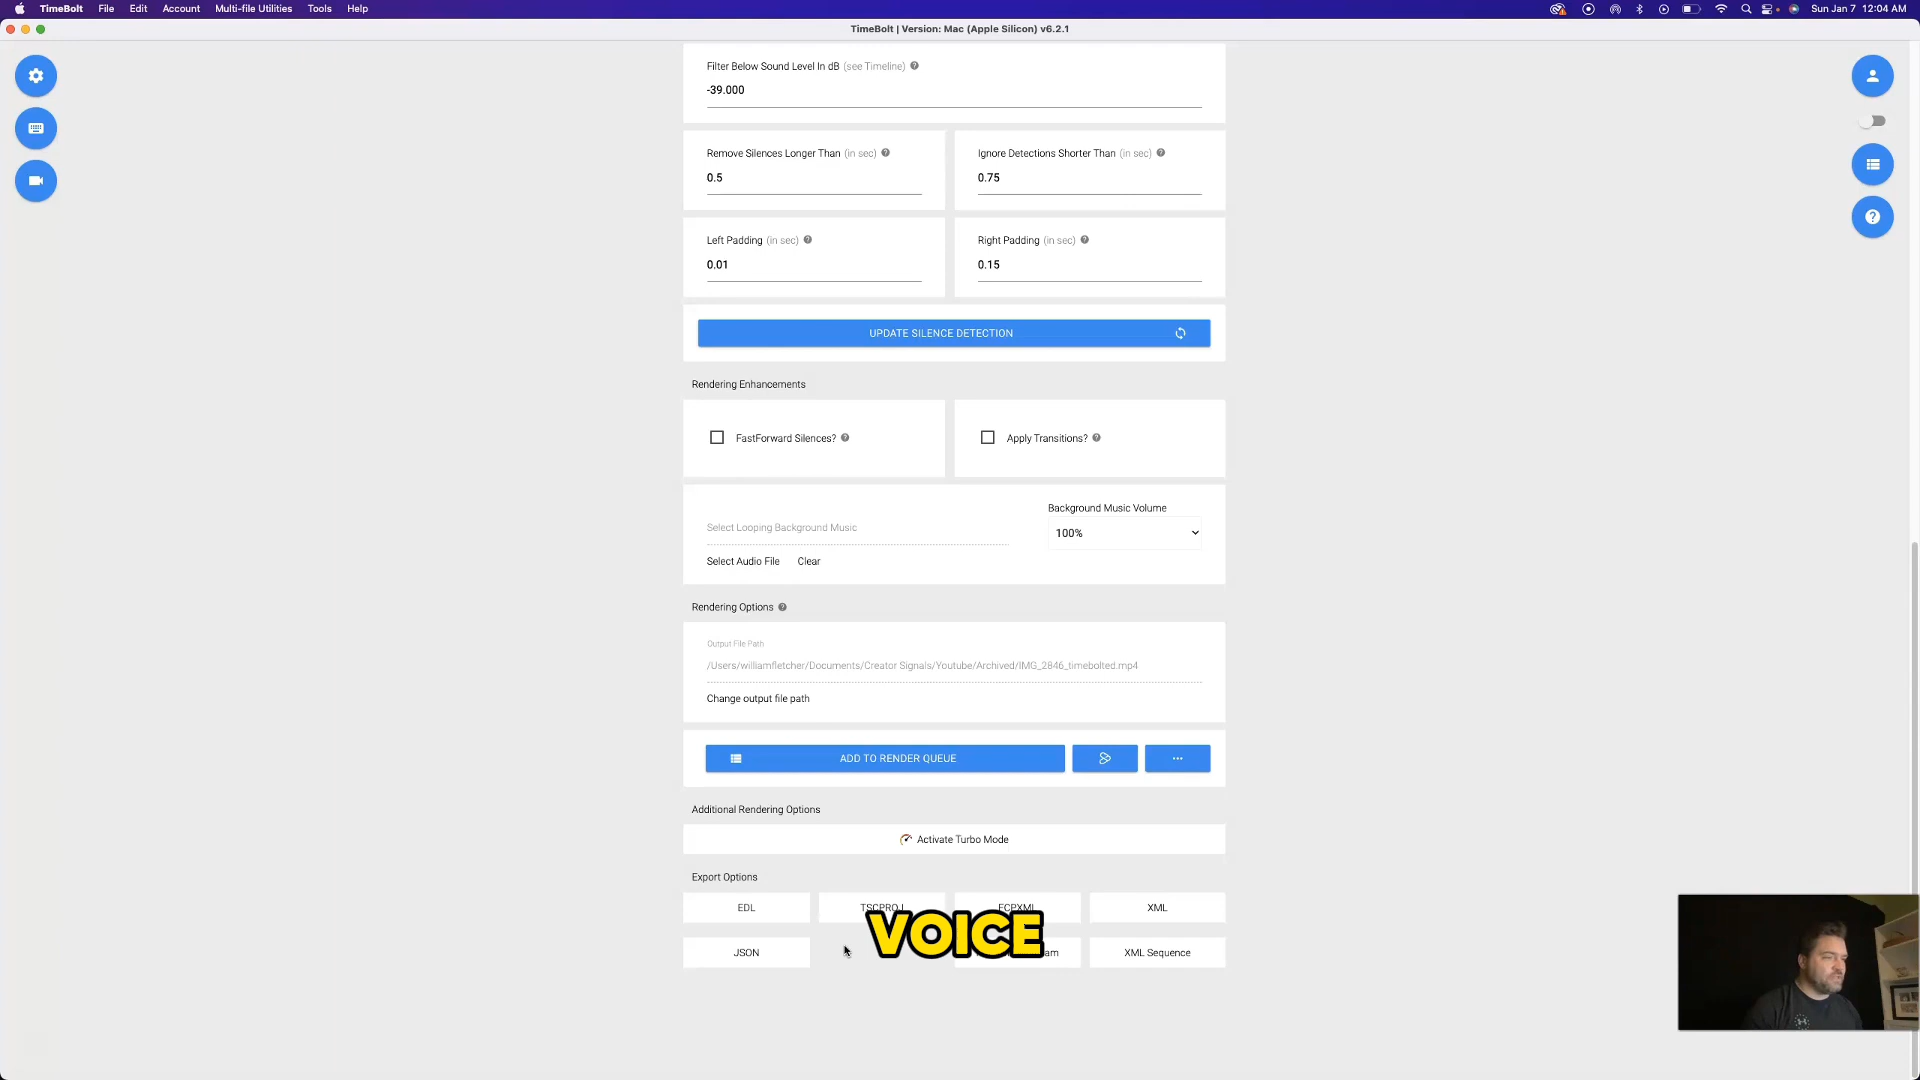 TimeBolt File Edit Account Multi-file Utilities Tools Help Sun Jan 7 12:04 AM
TimeBolt | Version: Mac (Apple Silicon) v6.2.1
Filter Below Sound Level In dB (see Timeline)
-39.000
Remove Silences Longer Than (in sec) Ignore Detections Shorter Than (in sec)
0.5 0.75
Left Padding (in sec) Right Padding (in sec)
0.01 0.15
UPDATE SILENCE DETECTION
Rendering Enhancements
FastForward Silences? Apply Transitions?
Background Music Volume
Select Looping Background Music 100%
Select Audio File Clear
Rendering Options
Output File Path
/Users/williamfletcher/Documents/Creator Signals/Youtube/Archived/IMG_2846_timebolted.mp4
Change output file path
ADD TO RENDER QUEUE ...
Additional Rendering Options
Activate Turbo Mode
Export Options
EDL TSCPROJ FCPXML XML
VOICE
JSON XML Sequence